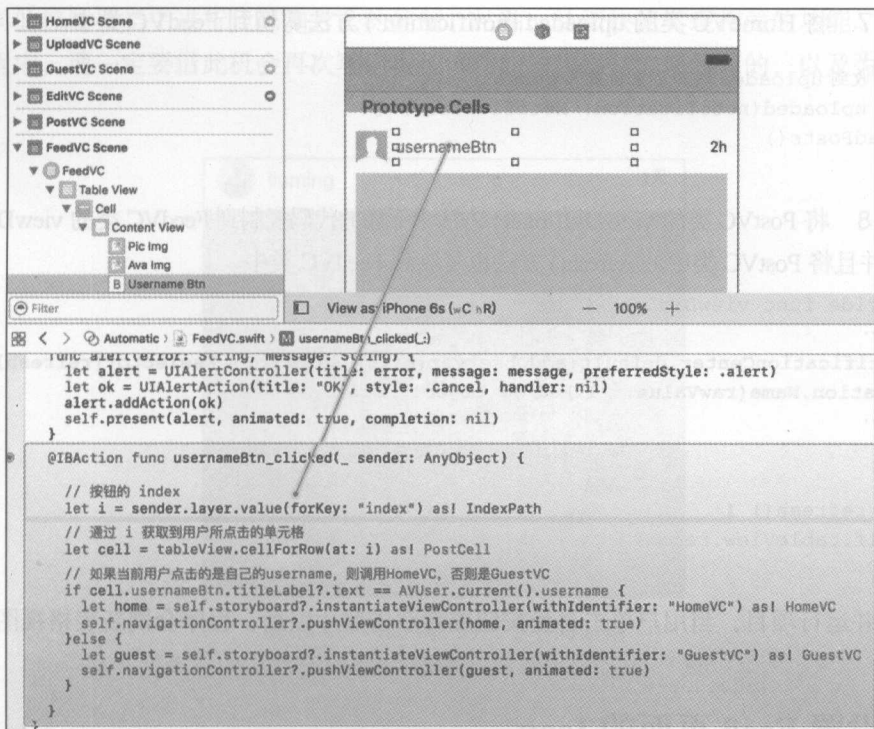 HomeVC Scene
UploadVC Scene
GuestVC Scene
EditVC Scene
PostVC Scene
FeedVC Scene
FeedVC
Table View
Cell
Content View
Pic Img
Ava Img
B Username Btn
Filter
Prototype Cells
usernameBtn
2h
View as: iPhone 6s (wC hR)
— 100% +
Automatic › FeedVC.swift › M usernameBtn_clicked(_:)
func alert(error: String, message: String) {
let alert = UIAlertController(title: error, message: message, preferredStyle: .alert)
let ok = UIAlertAction(title: "OK", style: .cancel, handler: nil)
alert.addAction(ok)
self.present(alert, animated: true, completion: nil)
}
@IBAction func usernameBtn_clicked(_ sender: AnyObject) {
// 按钮的 index
let i = sender.layer.value(forKey: "index") as! IndexPath
// 通过 i 获取到用户所点击的单元格
let cell = tableView.cellForRow(at: i) as! PostCell
// 如果当前用户点击的是自己的username，则调用HomeVC，否则是GuestVC
if cell.usernameBtn.titleLabel?.text == AVUser.current().username {
let home = self.storyboard?.instantiateViewController(withIdentifier: "HomeVC") as! HomeVC
self.navigationController?.pushViewController(home, animated: true)
}else {
let guest = self.storyboard?.instantiateViewController(withIdentifier: "GuestVC") as! GuestVC
self.navigationController?.pushViewController(guest, animated: true)
}
}
}